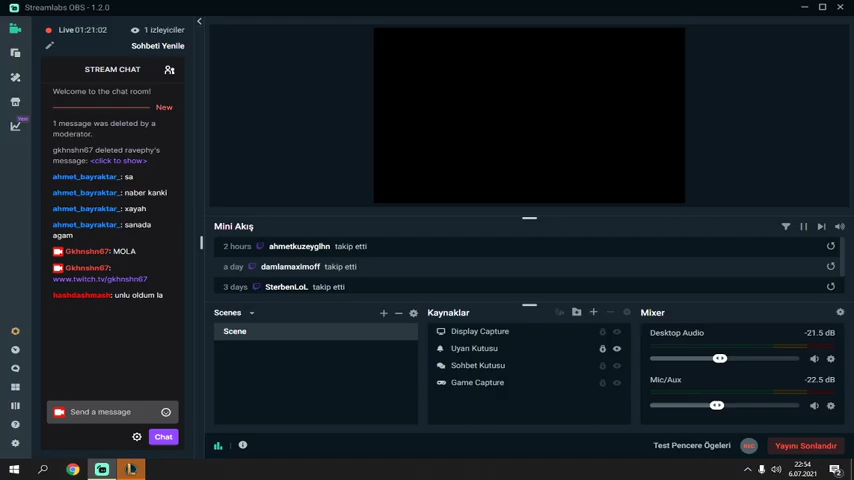 Streamlabs OBS - 1.2.0
Live 01:21:02
1 izleyiciler
Sohbeti Yenile
STREAM CHAT
Welcome to the chat room!
New
1 message was deleted by a
moderator.
gkhnshn67 deleted ravephy's
message: <click to show>
ahmet_bayraktar_: sa
ahmet_bayraktar_: naber kanki
ahmet_bayraktar_: xayah
ahmet_bayraktar_: sanada
agam
Gkhnshn67: MOLA
Gkhnshn67:
www.twitch.tv/gkhnshn67
hashdashmash: unlu oldum la
Send a message
Chat
Mini Akış
2 hours ahmetkuzeyglhn takip etti
a day damlamaximoff takip etti
3 days SterbenLoL takip etti
Scenes
Scene
Kaynaklar
Display Capture
Uyarı Kutusu
Sohbet Kutusu
Game Capture
Mixer
Desktop Audio -21.5 dB
Mic/Aux -22.5 dB
Test Pencere Ögeleri
REC
Yayını Sonlandır
22:54
6.07.2021
2